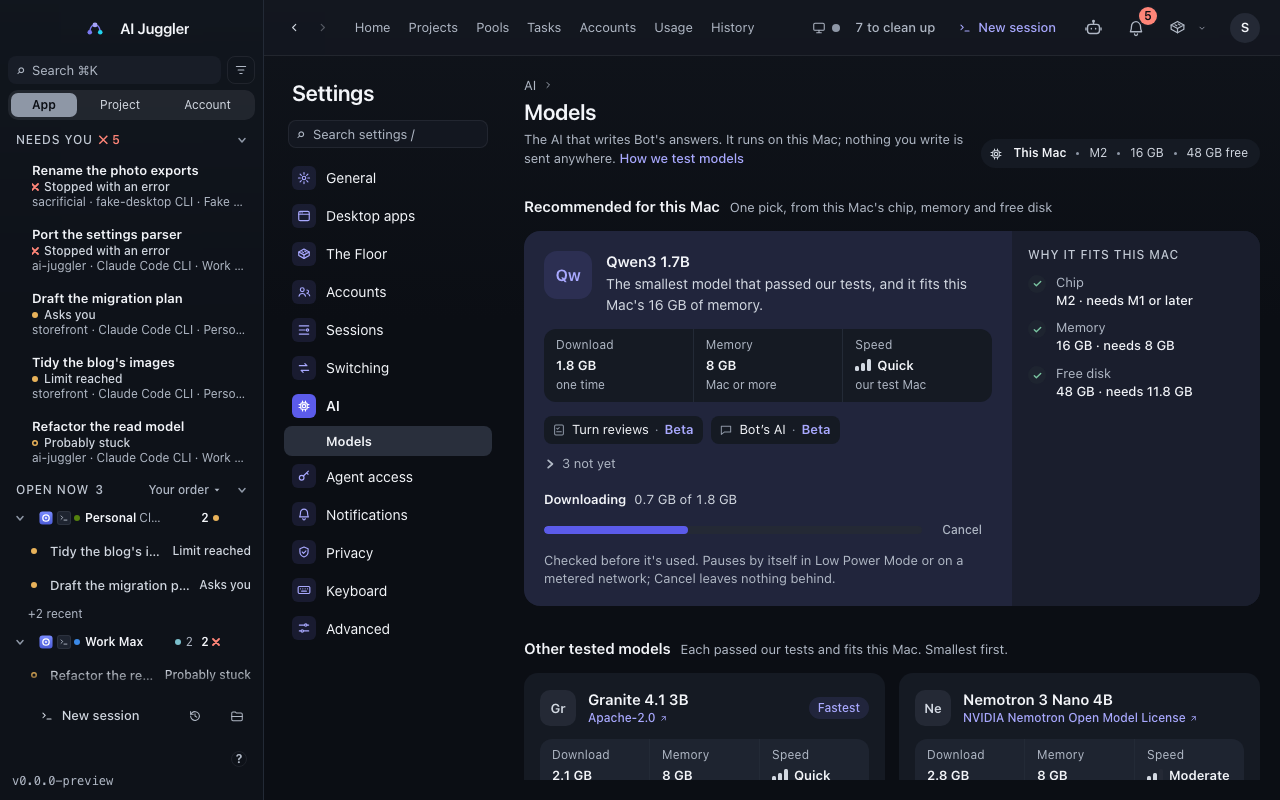 AI Juggler
Search ⌘K
App
Project
Account
NEEDS YOU 5
Rename the photo exports
Stopped with an error
sacrificial · fake-desktop CLI · Fake ...
Port the settings parser
Stopped with an error
ai-juggler · Claude Code CLI · Work ...
Draft the migration plan
Asks you
storefront · Claude Code CLI · Perso...
Tidy the blog's images
Limit reached
storefront · Claude Code CLI · Perso...
Refactor the read model
Probably stuck
ai-juggler · Claude Code CLI · Work ...
OPEN NOW 3
Your order
Personal Cl...
2
Tidy the blog's i...
Limit reached
Draft the migration p...
Asks you
+2 recent
Work Max
2
2
Refactor the re...
Probably stuck
New session
?
v0.0.0-preview
Home
Projects
Pools
Tasks
Accounts
Usage
History
7 to clean up
New session
5
S
Settings
Search settings /
General
Desktop apps
The Floor
Accounts
Sessions
Switching
AI
Models
Agent access
Notifications
Privacy
Keyboard
Advanced
AI
Models
The AI that writes Bot's answers. It runs on this Mac; nothing you write is
sent anywhere. How we test models
This Mac • M2 • 16 GB • 48 GB free
Recommended for this Mac
One pick, from this Mac's chip, memory and free disk
Qw
Qwen3 1.7B
The smallest model that passed our tests, and it fits this
Mac's 16 GB of memory.
Download
1.8 GB
one time
Memory
8 GB
Mac or more
Speed
Quick
our test Mac
Turn reviews · Beta
Bot's AI · Beta
3 not yet
Downloading 0.7 GB of 1.8 GB
Cancel
Checked before it's used. Pauses by itself in Low Power Mode or on a
metered network; Cancel leaves nothing behind.
WHY IT FITS THIS MAC
Chip
M2 · needs M1 or later
Memory
16 GB · needs 8 GB
Free disk
48 GB · needs 11.8 GB
Other tested models
Each passed our tests and fits this Mac. Smallest first.
Gr
Granite 4.1 3B
Apache-2.0 ↗
Fastest
Download
2.1 GB
Memory
8 GB
Speed
Quick
Ne
Nemotron 3 Nano 4B
NVIDIA Nemotron Open Model License ↗
Download
2.8 GB
Memory
8 GB
Speed
Moderate